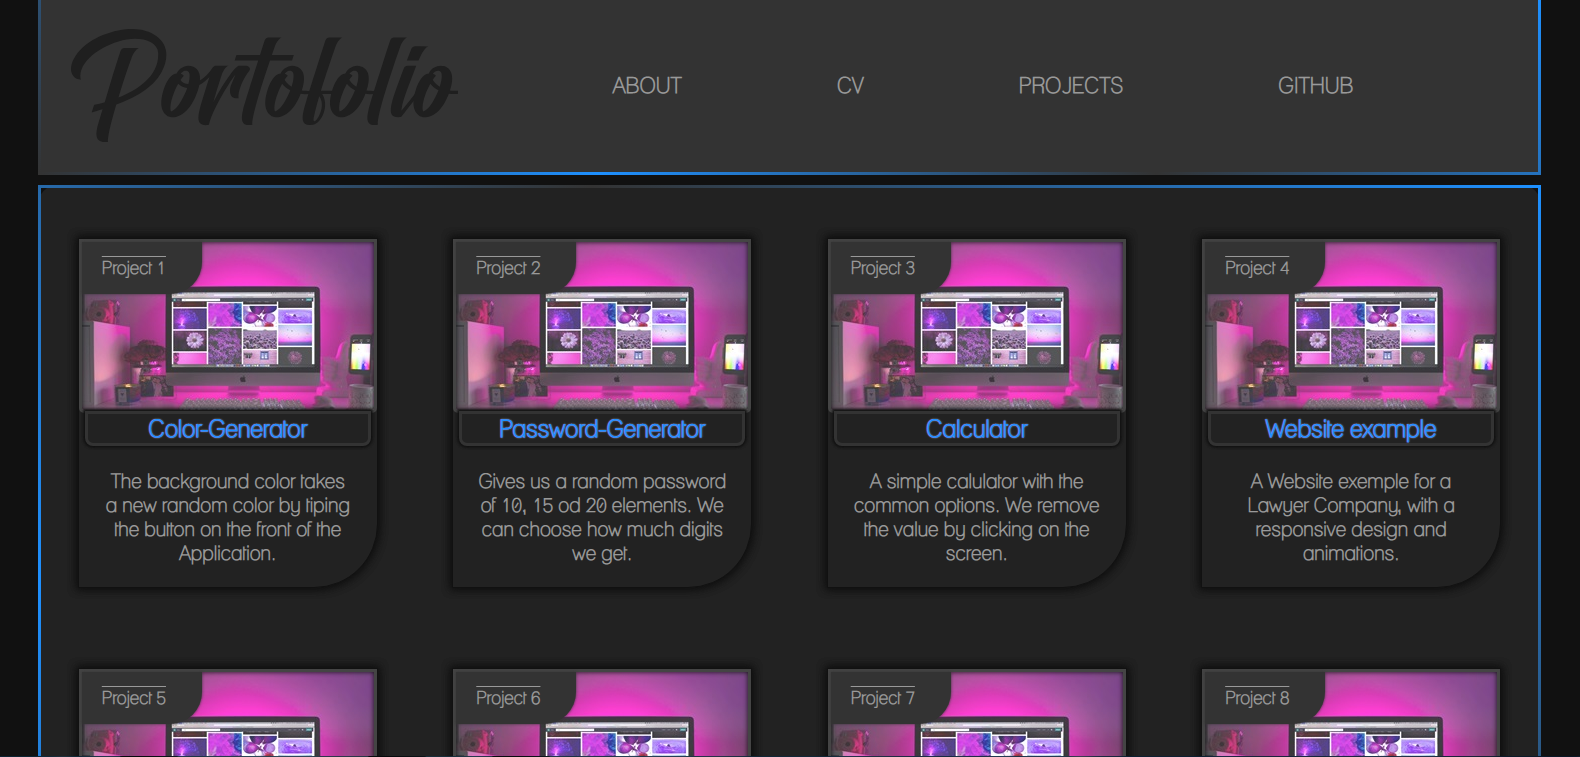 Portofolio
ABOUT CV PROJECTS GITHUB
Project 1
Color-Generator
The background color takes
a new random color by tiping
the button on the front of the
Application.
Project 2
Password-Generator
Gives us a random password
of 10, 15 od 20 elements. We
can choose how much digits
we get.
Project 3
Calculator
A simple calulator with the
common options. We remove
the value by clicking on the
screen.
Project 4
Website example
A Website exemple for a
Lawyer Company, with a
responsive design and
animations.
Project 5
Project 6
Project 7
Project 8